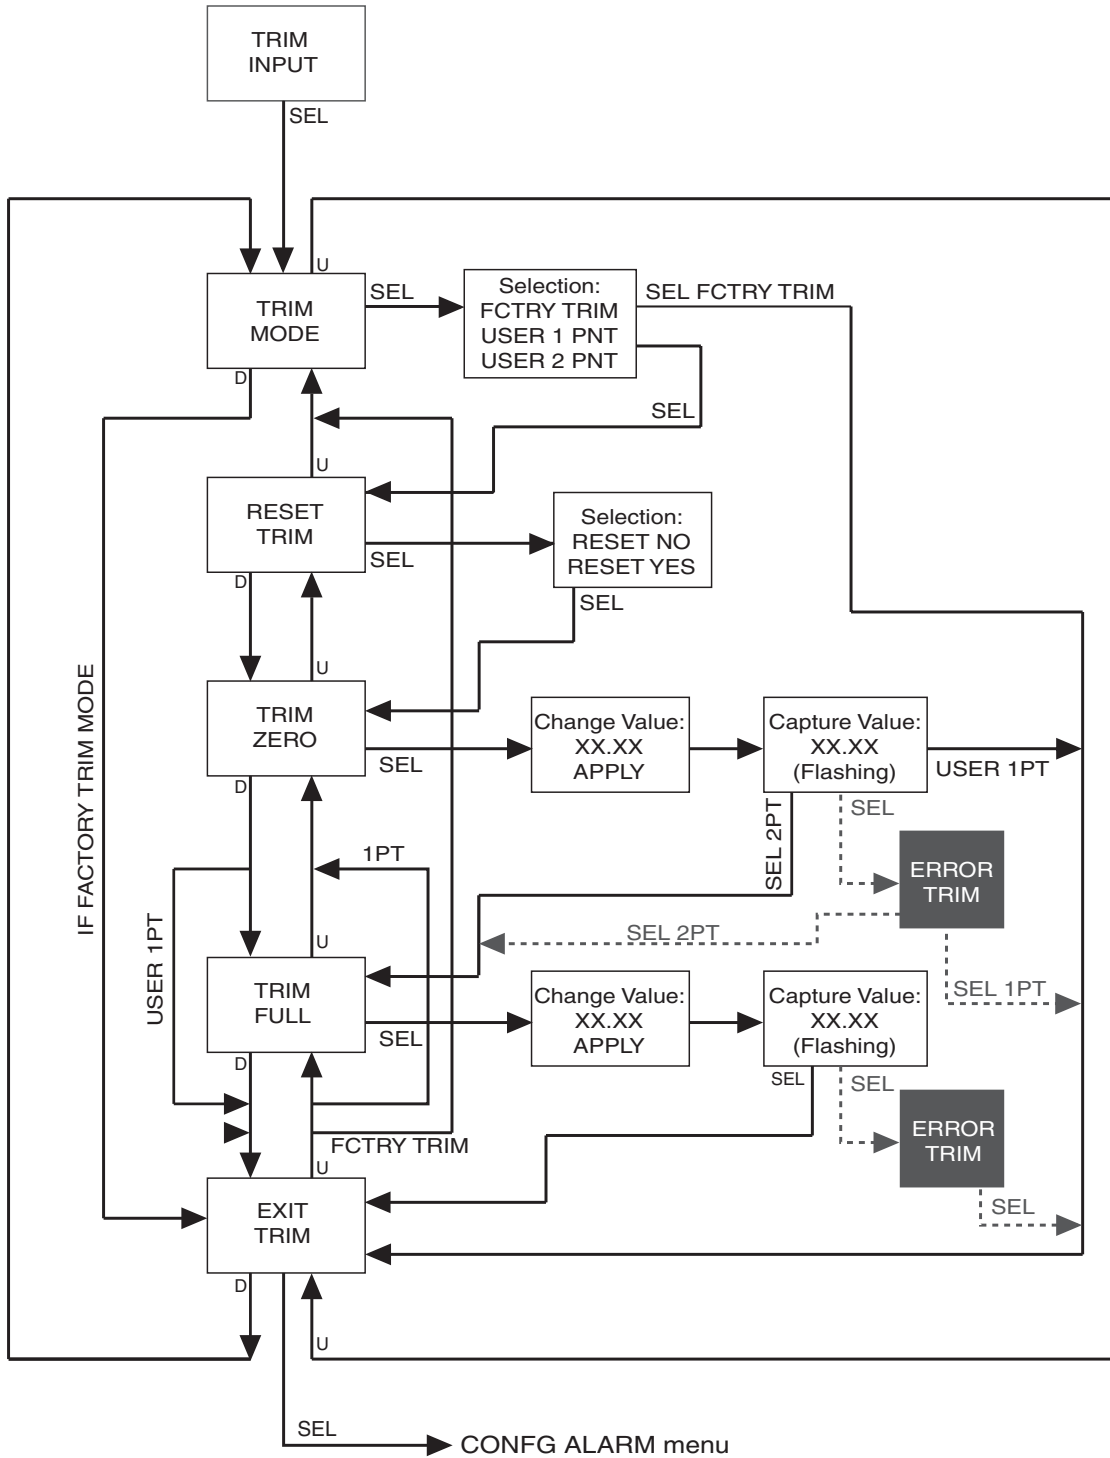 TRIM
INPUT
SEL
U
TRIM
MODE
SEL
Selection:
FCTRY TRIM
USER 1 PNT
USER 2 PNT
SEL FCTRY TRIM
D
SEL
U
RESET
TRIM
SEL
Selection:
RESET NO
RESET YES
D
SEL
IF FACTORY TRIM MODE
U
TRIM
ZERO
SEL
Change Value:
XX.XX
APPLY
Capture Value:
XX.XX
(Flashing)
USER 1PT
D
SEL 2PT
SEL
ERROR
TRIM
1PT
USER 1PT
SEL 2PT
U
SEL 1PT
TRIM
FULL
SEL
Change Value:
XX.XX
APPLY
Capture Value:
XX.XX
(Flashing)
D
SEL
SEL
ERROR
TRIM
FCTRY TRIM
U
SEL
EXIT
TRIM
D
U
SEL
CONFG ALARM menu